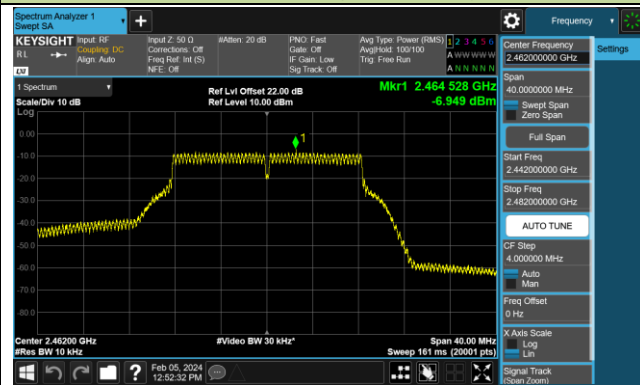 Spectrum Analyzer 1
Swept SA
+
Frequency
KEYSIGHT
RL
LXI
Input: RF
Coupling: DC
Align: Auto
Input Z: 50 Ω
Corrections: Off
Freq Ref: Int (S)
NFE: Off
#Atten: 20 dB
PNO: Fast
Gate: Off
IF Gain: Low
Sig Track: Off
Avg Type: Power (RMS)
Avg|Hold: 100/100
Trig: Free Run
1 2 3 4 5 6
A W W W W W
A N N N N N
1 Spectrum
Scale/Div 10 dB
Ref Lvl Offset 22.00 dB
Ref Level 10.00 dBm
Mkr1 2.464 528 GHz
-6.949 dBm
Log
1
0.00
-10.0
-20.0
-30.0
-40.0
-50.0
-60.0
-70.0
-80.0
Center 2.46200 GHz
#Res BW 10 kHz
#Video BW 30 kHz*
Span 40.00 MHz
Sweep 161 ms (20001 pts)
?
Feb 05, 2024
12:52:32 PM
Center Frequency
2.462000000 GHz
Span
40.0000000 MHz
Swept Span
Zero Span
Full Span
Start Freq
2.442000000 GHz
Stop Freq
2.482000000 GHz
AUTO TUNE
CF Step
4.000000 MHz
Auto
Man
Freq Offset
0 Hz
X Axis Scale
Log
Lin
Signal Track
(Span Zoom)
Settings